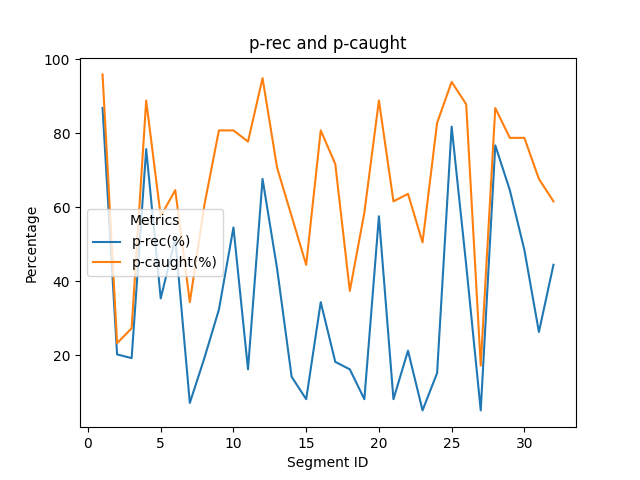 p-rec and p-caught
Percentage
100
80
60
40
20
Metrics
p-rec(%)
p-caught(%)
0
5
10
15
20
25
30
Segment ID